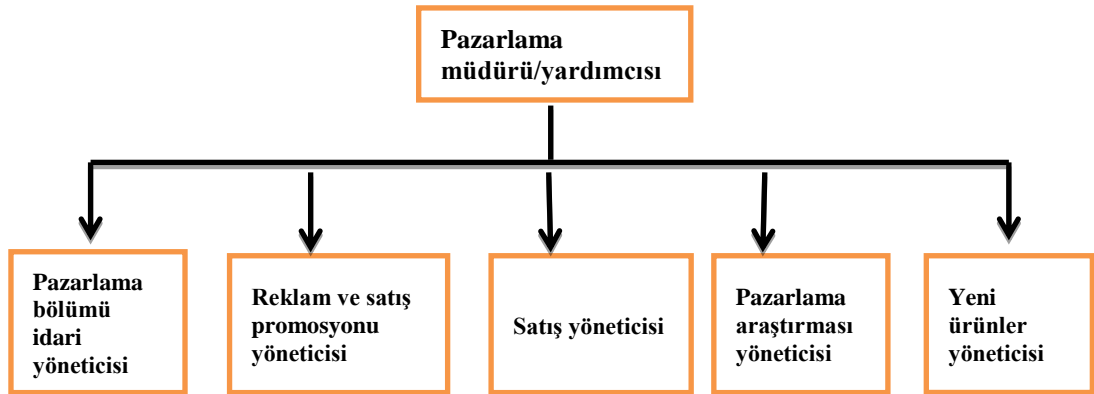 Pazarlama
müdürü/yardımcısı
Pazarlama
bölümü
idari
yöneticisi
Reklam ve satış
promosyonu
yöneticisi
Satış yöneticisi
Pazarlama
araştırması
yöneticisi
Yeni
ürünler
yöneticisi